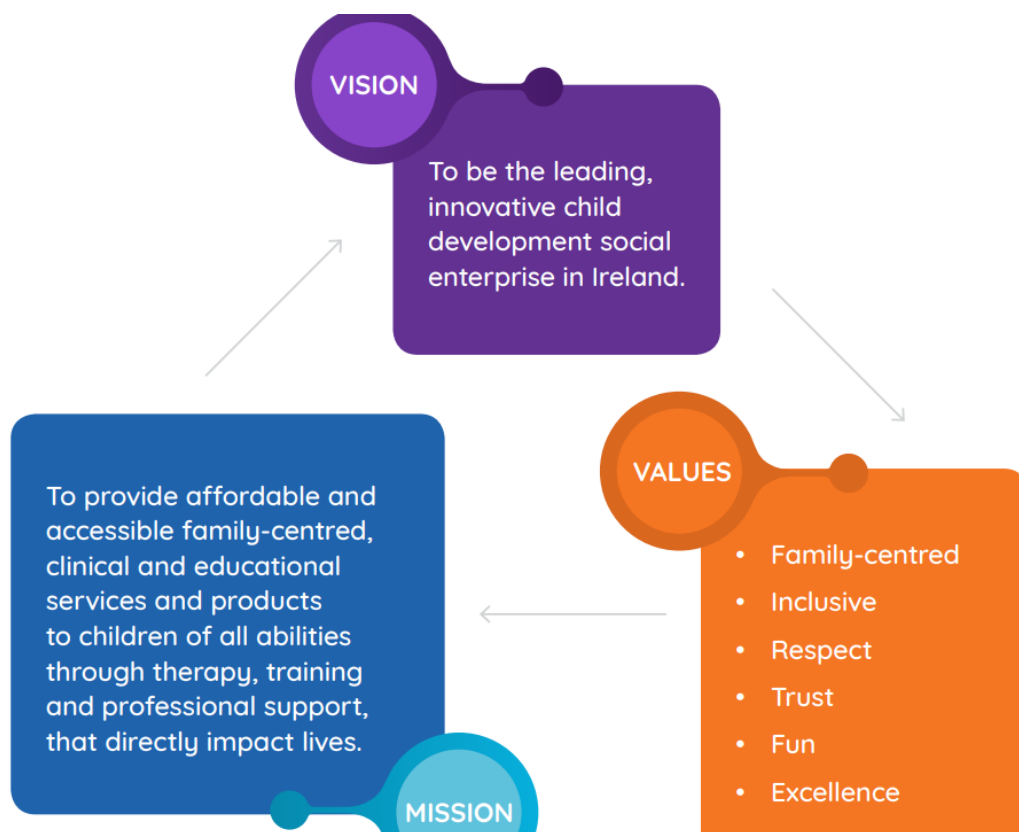 VISION
To be the leading,
innovative child
development social
enterprise in Ireland.
VALUES
• Family-centred
• Inclusive
• Respect
• Trust
• Fun
• Excellence
To provide affordable and
accessible family-centred,
clinical and educational
services and products
to children of all abilities
through therapy, training
and professional support,
that directly impact lives.
MISSION